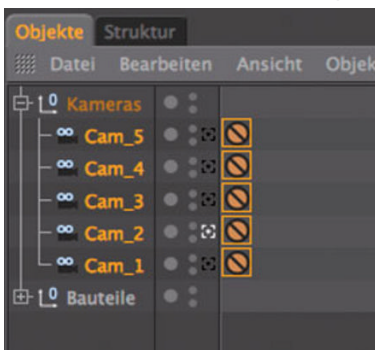 Objekte Struktur
Datei Bearbeiten Ansicht Objek
Kameras
Cam_5
Cam_4
Cam_3
Cam_2
Cam_1
Bauteile